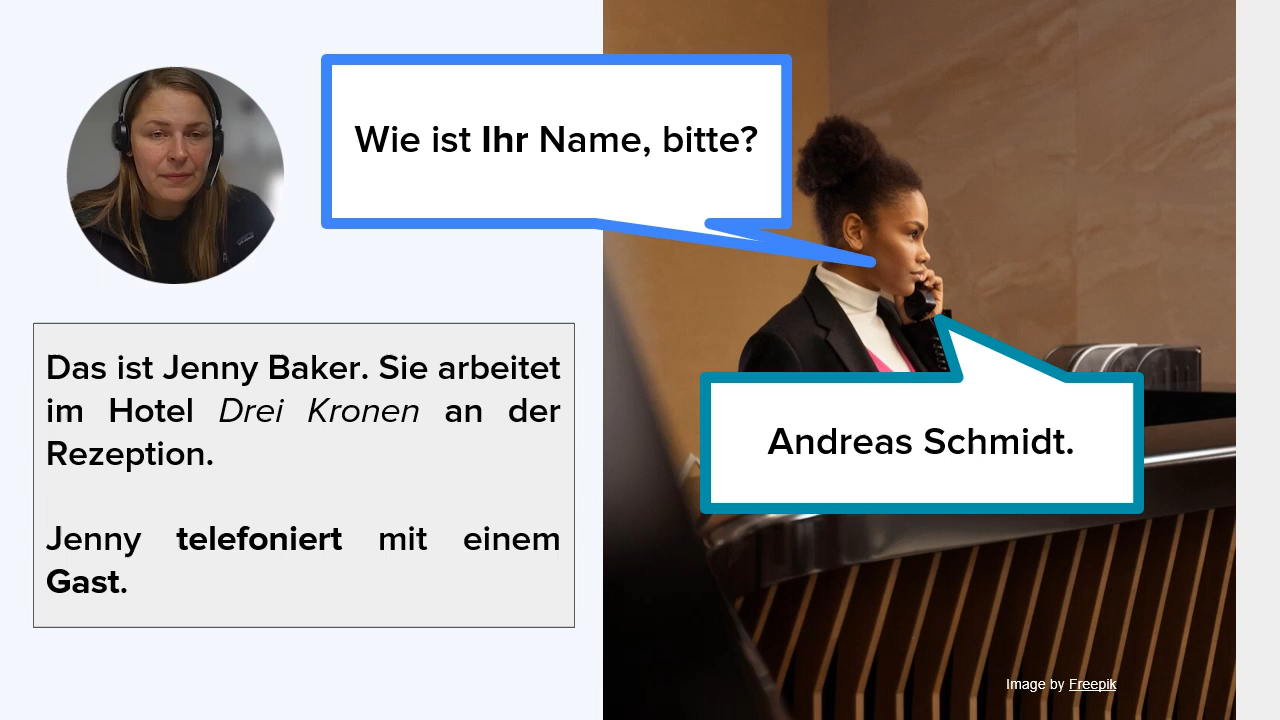 Wie ist Ihr Name, bitte?
Das ist Jenny Baker. Sie arbeitet
im Hotel Drei Kronen an der
Rezeption.
Jenny telefoniert mit einem
Gast.
Andreas Schmidt.
Image by Freepik